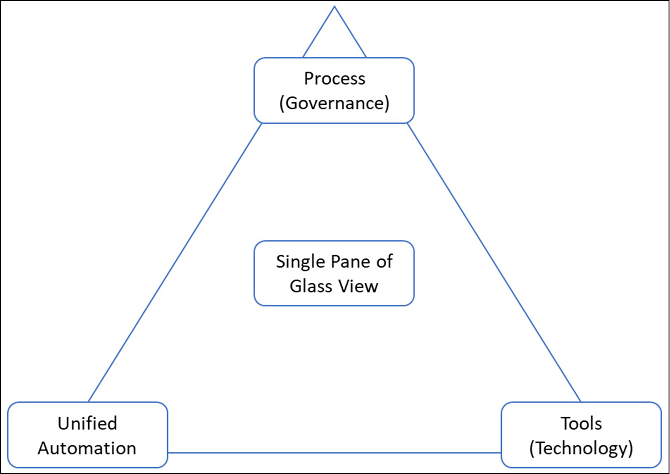 Process
(Governance)
Single Pane of
Glass View
Unified
Automation
Tools
(Technology)